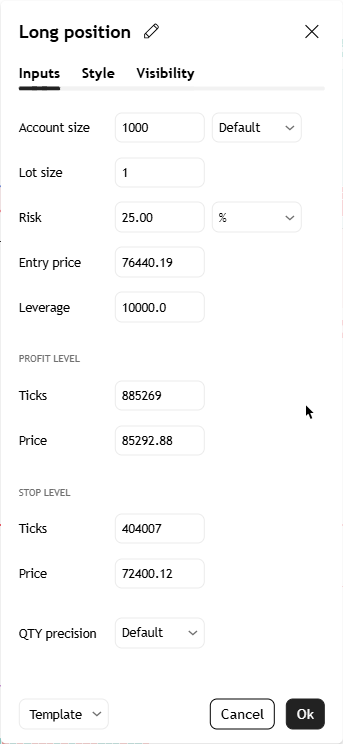 Long position
Inputs Style Visibility
Account size 1000 Default
Lot size 1
Risk 25.00 %
Entry price 76440.19
Leverage 10000.0
PROFIT LEVEL
Ticks 885269
Price 85292.88
STOP LEVEL
Ticks 404007
Price 72400.12
QTY precision Default
Template Cancel Ok